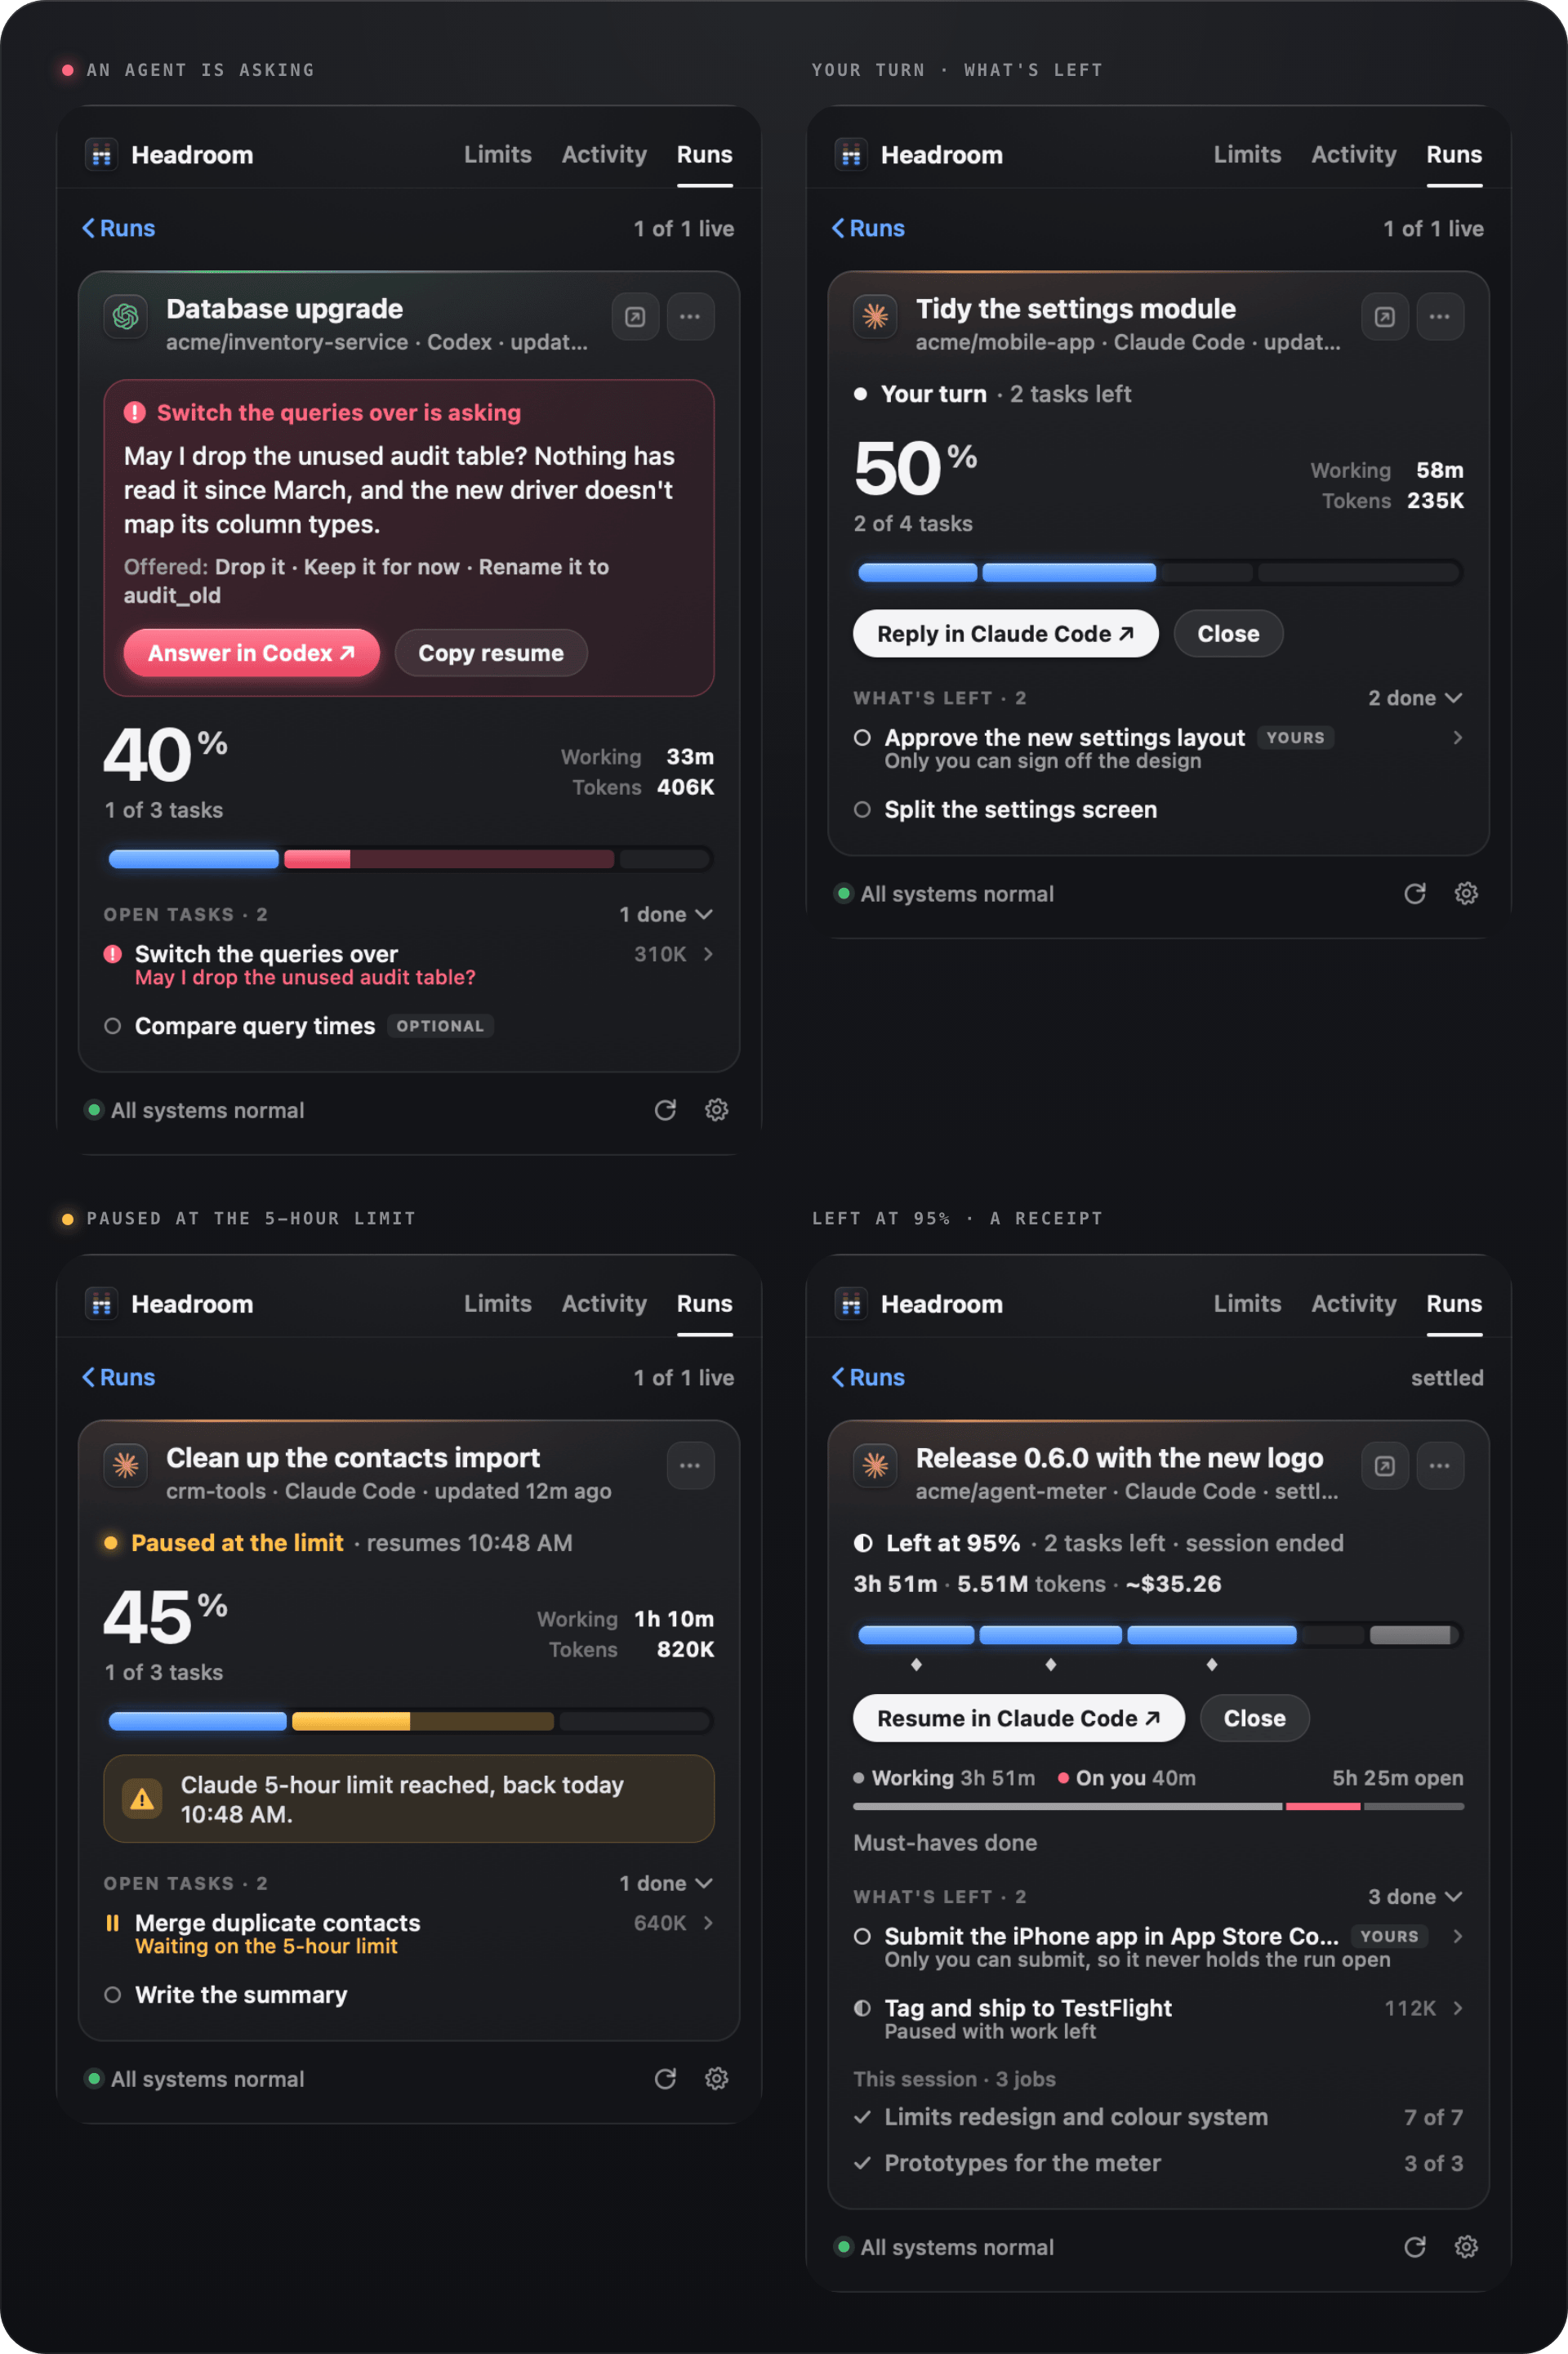 AN AGENT IS ASKING
Headroom
Limits Activity Runs
Runs
1 of 1 live
Database upgrade
acme/inventory-service · Codex · updat...
Switch the queries over is asking
May I drop the unused audit table? Nothing has
read it since March, and the new driver doesn't
map its column types.
Offered: Drop it · Keep it for now · Rename it to
audit_old
Answer in Codex ↗
Copy resume
40%
Working 33m
Tokens 406K
1 of 3 tasks
OPEN TASKS · 2
1 done
Switch the queries over
310K
May I drop the unused audit table?
Compare query times OPTIONAL
All systems normal
YOUR TURN · WHAT'S LEFT
Headroom
Limits Activity Runs
Runs
1 of 1 live
Tidy the settings module
acme/mobile-app · Claude Code · updat...
Your turn · 2 tasks left
50%
Working 58m
Tokens 235K
2 of 4 tasks
Reply in Claude Code ↗
Close
WHAT'S LEFT · 2
2 done
Approve the new settings layout YOURS
Only you can sign off the design
Split the settings screen
All systems normal
PAUSED AT THE 5-HOUR LIMIT
Headroom
Limits Activity Runs
Runs
1 of 1 live
Clean up the contacts import
crm-tools · Claude Code · updated 12m ago
Paused at the limit · resumes 10:48 AM
45%
Working 1h 10m
Tokens 820K
1 of 3 tasks
Claude 5-hour limit reached, back today
10:48 AM.
OPEN TASKS · 2
1 done
Merge duplicate contacts
640K
Waiting on the 5-hour limit
Write the summary
All systems normal
LEFT AT 95% · A RECEIPT
Headroom
Limits Activity Runs
Runs
settled
Release 0.6.0 with the new logo
acme/agent-meter · Claude Code · settl...
Left at 95% · 2 tasks left · session ended
3h 51m · 5.51M tokens · ~$35.26
Resume in Claude Code ↗
Close
Working 3h 51m On you 40m
5h 25m open
Must-haves done
WHAT'S LEFT · 2
3 done
Submit the iPhone app in App Store Co... YOURS
Only you can submit, so it never holds the run open
Tag and ship to TestFlight
112K
Paused with work left
This session · 3 jobs
Limits redesign and colour system
7 of 7
Prototypes for the meter
3 of 3
All systems normal